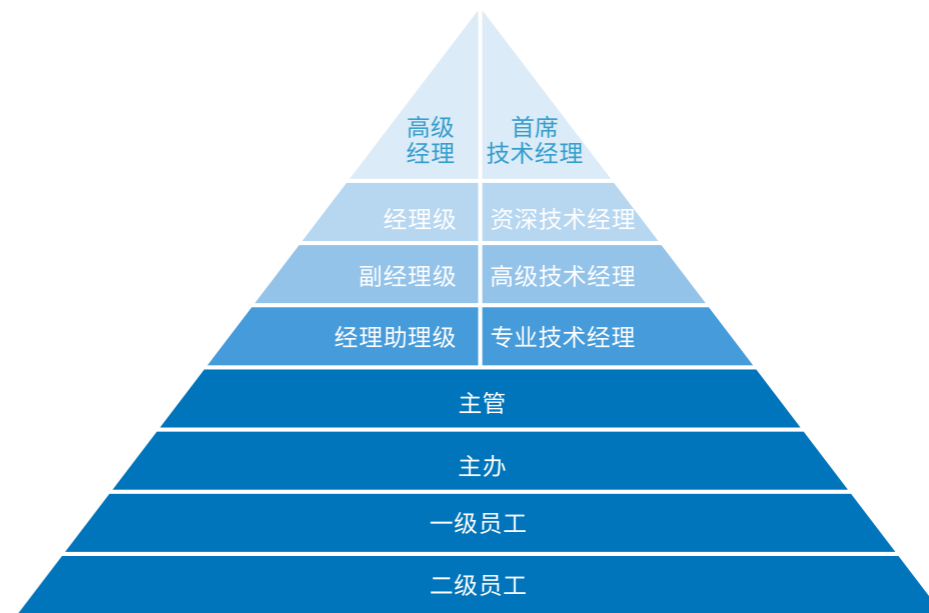 高级
经理
首席
技术经理
经理级
资深技术经理
副经理级
高级技术经理
经理助理级
专业技术经理
主管
主办
一级员工
二级员工